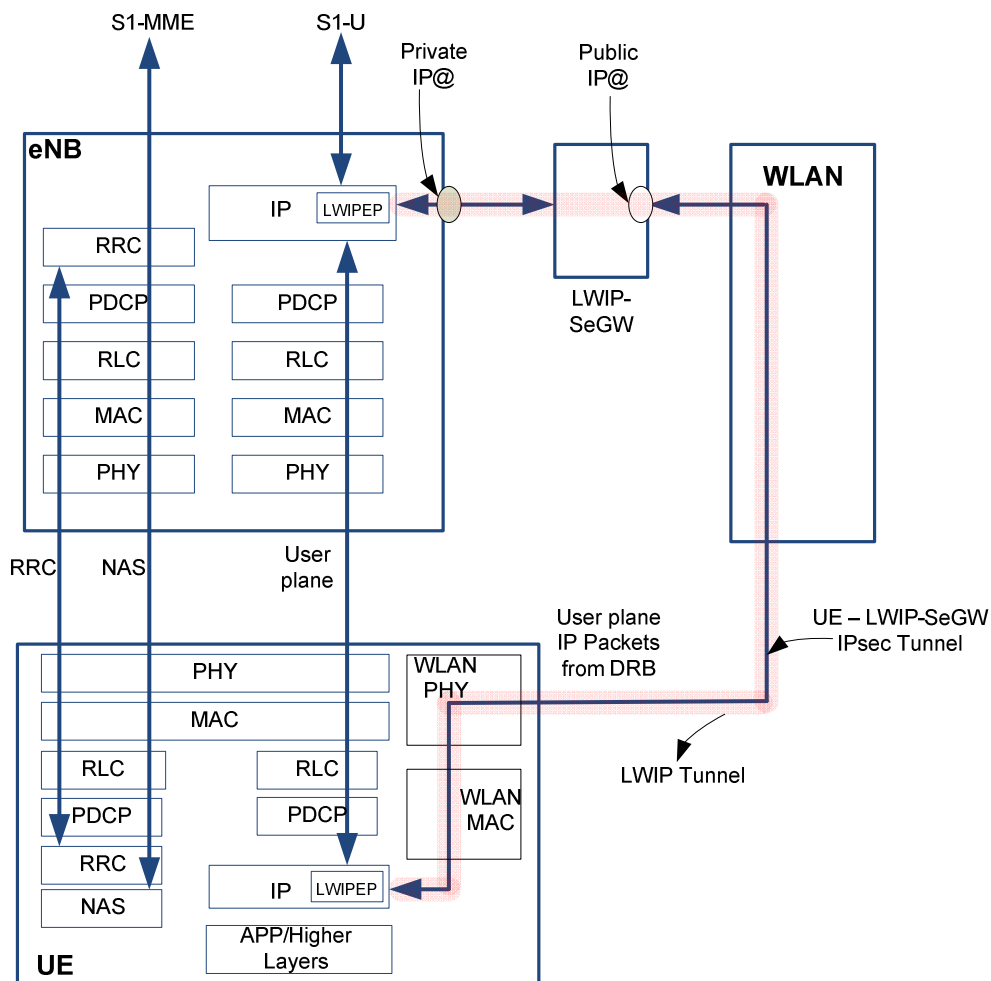 S1-MME
S1-U
Private
IP@
Public
IP@
eNB
WLAN
IP
LWIPEP
RRC
PDCP
PDCP
LWIP-
SeGW
RLC
RLC
MAC
MAC
PHY
PHY
RRC
NAS
User
plane
User plane
IP Packets
from DRB
UE – LWIP-SeGW
IPsec Tunnel
PHY
WLAN
PHY
MAC
RLC
RLC
LWIP Tunnel
PDCP
PDCP
WLAN
MAC
RRC
IP
LWIPEP
NAS
APP/Higher
Layers
UE